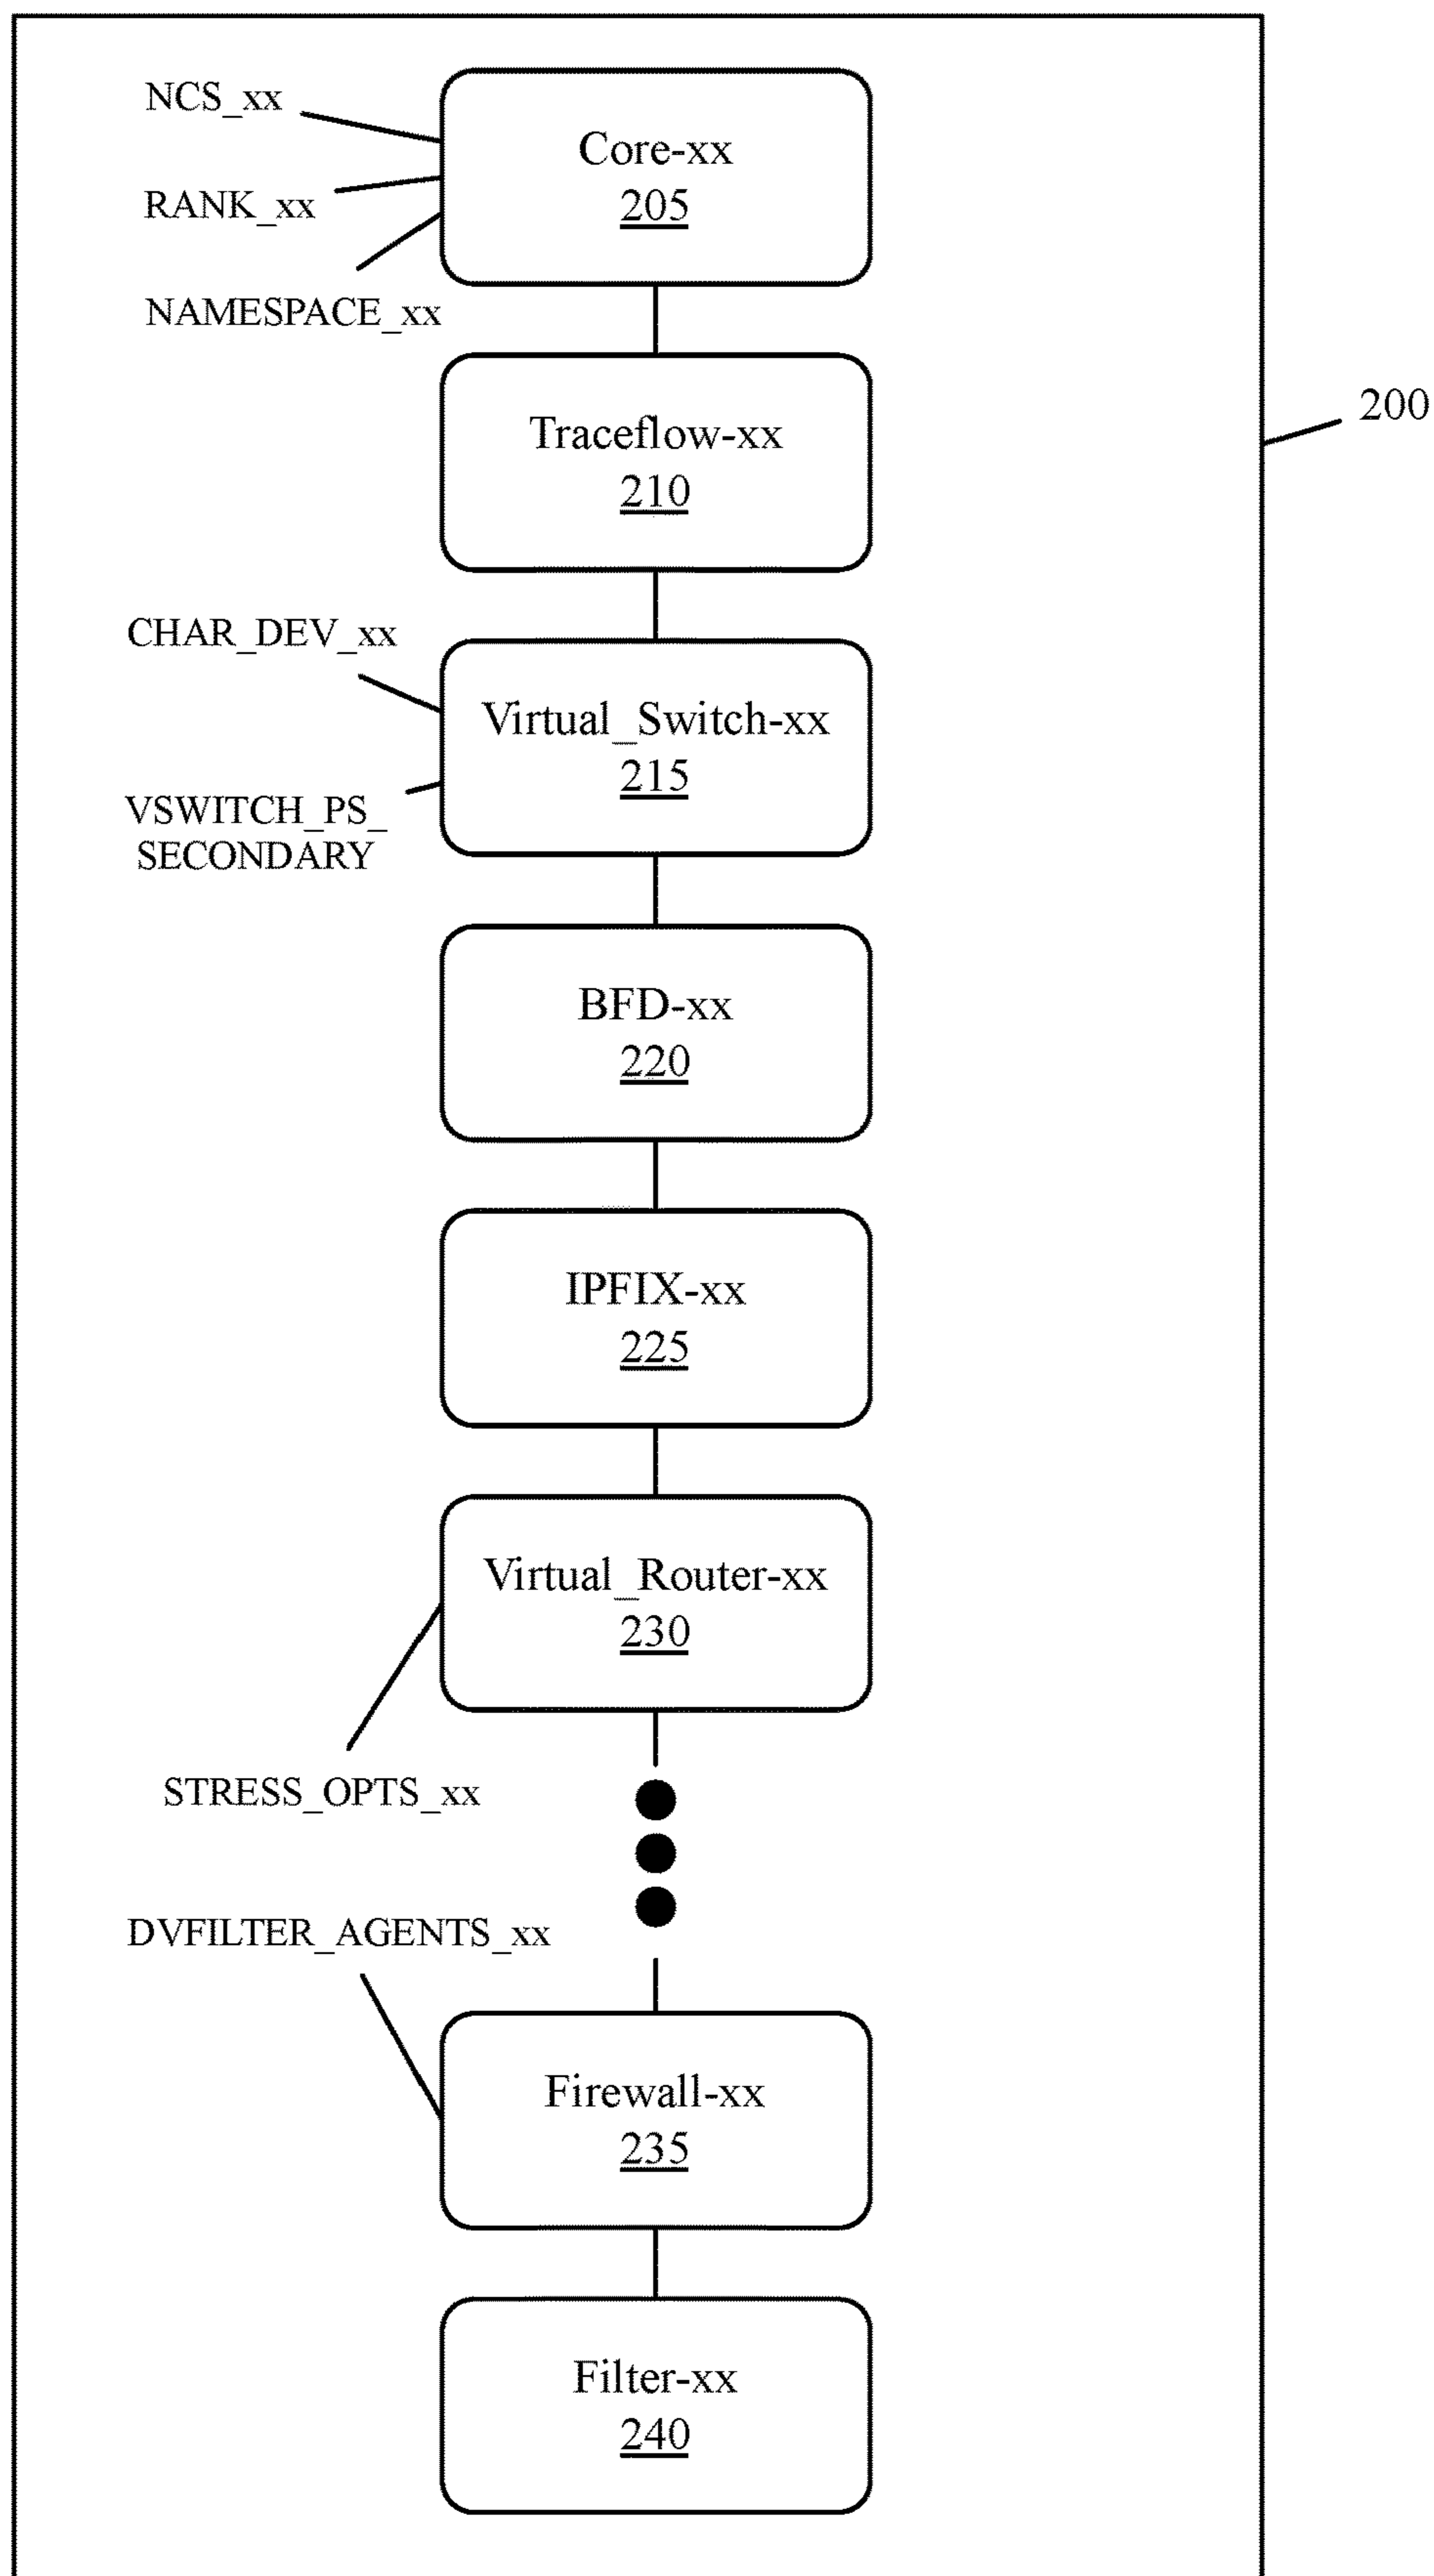 NCS_xx
Core-xx
205
RANK_xx
NAMESPACE_xx
Traceflow-xx
210
200
CHAR_DEV_xx
Virtual_Switch-xx
215
VSWITCH_PS_
SECONDARY
BFD-xx
220
IPFIX-xx
225
Virtual_Router-xx
230
STRESS_OPTS_xx
DVFILTER_AGENTS_xx
Firewall-xx
235
Filter-xx
240